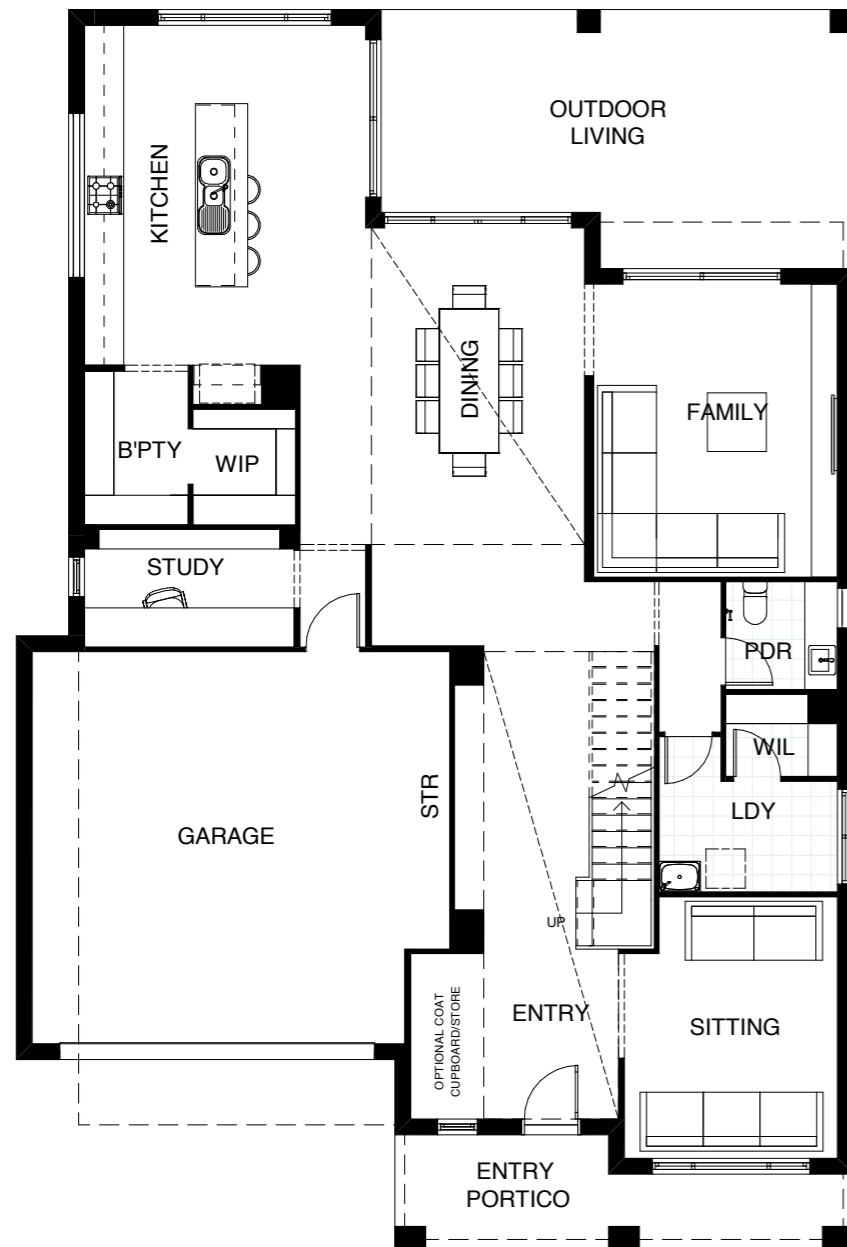 OUTDOOR
LIVING
KITCHEN
DINING
FAMILY
B'PTY
WIP
STUDY
PDR
WIL
LDY
STR
GARAGE
UP
OPTIONAL COAT
CUPBOARD/STORE
ENTRY
SITTING
ENTRY
PORTICO